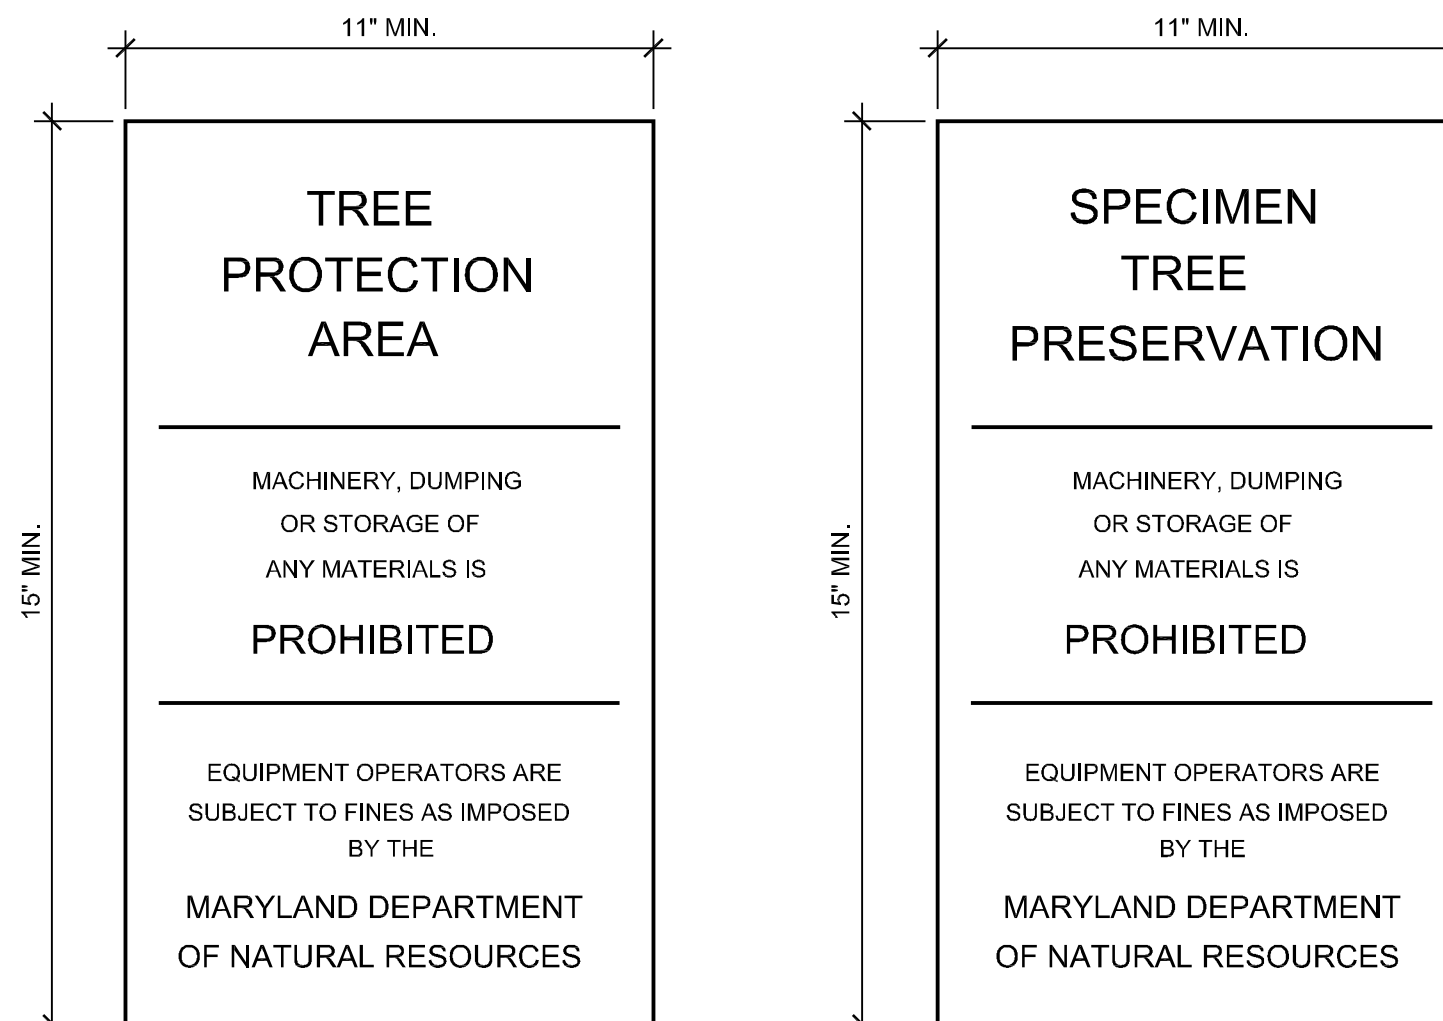 11" MIN.
15" MIN.
TREE
PROTECTION
AREA
MACHINERY, DUMPING
OR STORAGE OF
ANY MATERIALS IS
PROHIBITED
EQUIPMENT OPERATORS ARE
SUBJECT TO FINES AS IMPOSED
BY THE
MARYLAND DEPARTMENT
OF NATURAL RESOURCES
11" MIN.
15" MIN.
SPECIMEN
TREE
PRESERVATION
MACHINERY, DUMPING
OR STORAGE OF
ANY MATERIALS IS
PROHIBITED
EQUIPMENT OPERATORS ARE
SUBJECT TO FINES AS IMPOSED
BY THE
MARYLAND DEPARTMENT
OF NATURAL RESOURCES